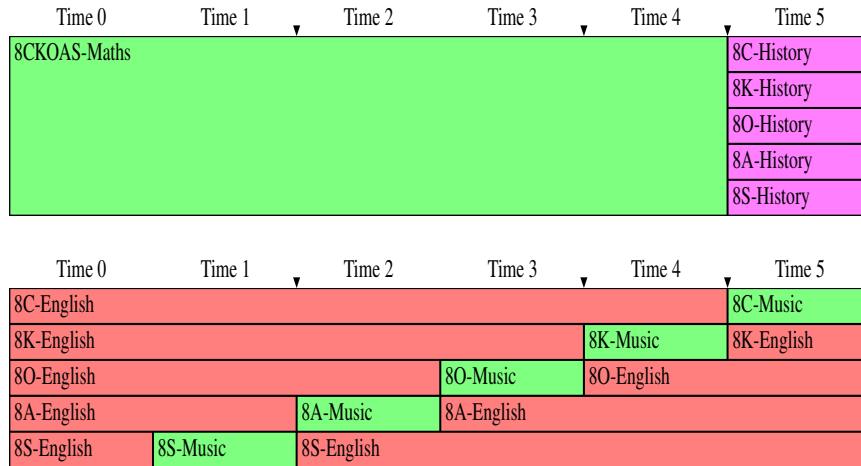 Time 0 Time 1 Time 2 Time 3 Time 4 Time 5
8CKOAS-Maths 8C-History
8K-History
8O-History
8A-History
8S-History
Time 0 Time 1 Time 2 Time 3 Time 4 Time 5
8C-English 8C-Music
8K-English 8K-Music 8K-English
8O-English 8O-Music 8O-English
8A-English 8A-Music 8A-English
8S-English 8S-Music 8S-English